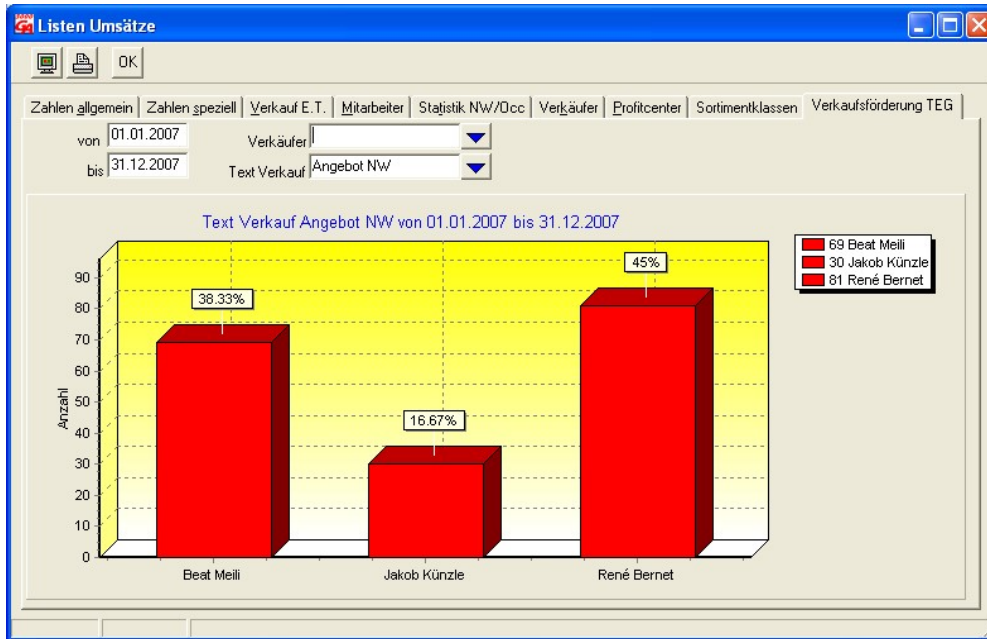 Listen Umsätze
OK
Zahlen allgemein Zahlen speziell Verkauf E.T. Mitarbeiter Statistik NW/Occ Verkäufer Profitcenter Sortimentklassen Verkaufsförderung TEG
von 01.01.2007 Verkäufer
bis 31.12.2007 Text Verkauf Angebot NW
Text Verkauf Angebot NW von 01.01.2007 bis 31.12.2007
69 Beat Meili
30 Jakob Künzle
81 René Bernet
45%
38.33%
16.67%
Anzahl
90
80
70
60
50
40
30
20
10
0
Beat Meili Jakob Künzle René Bernet